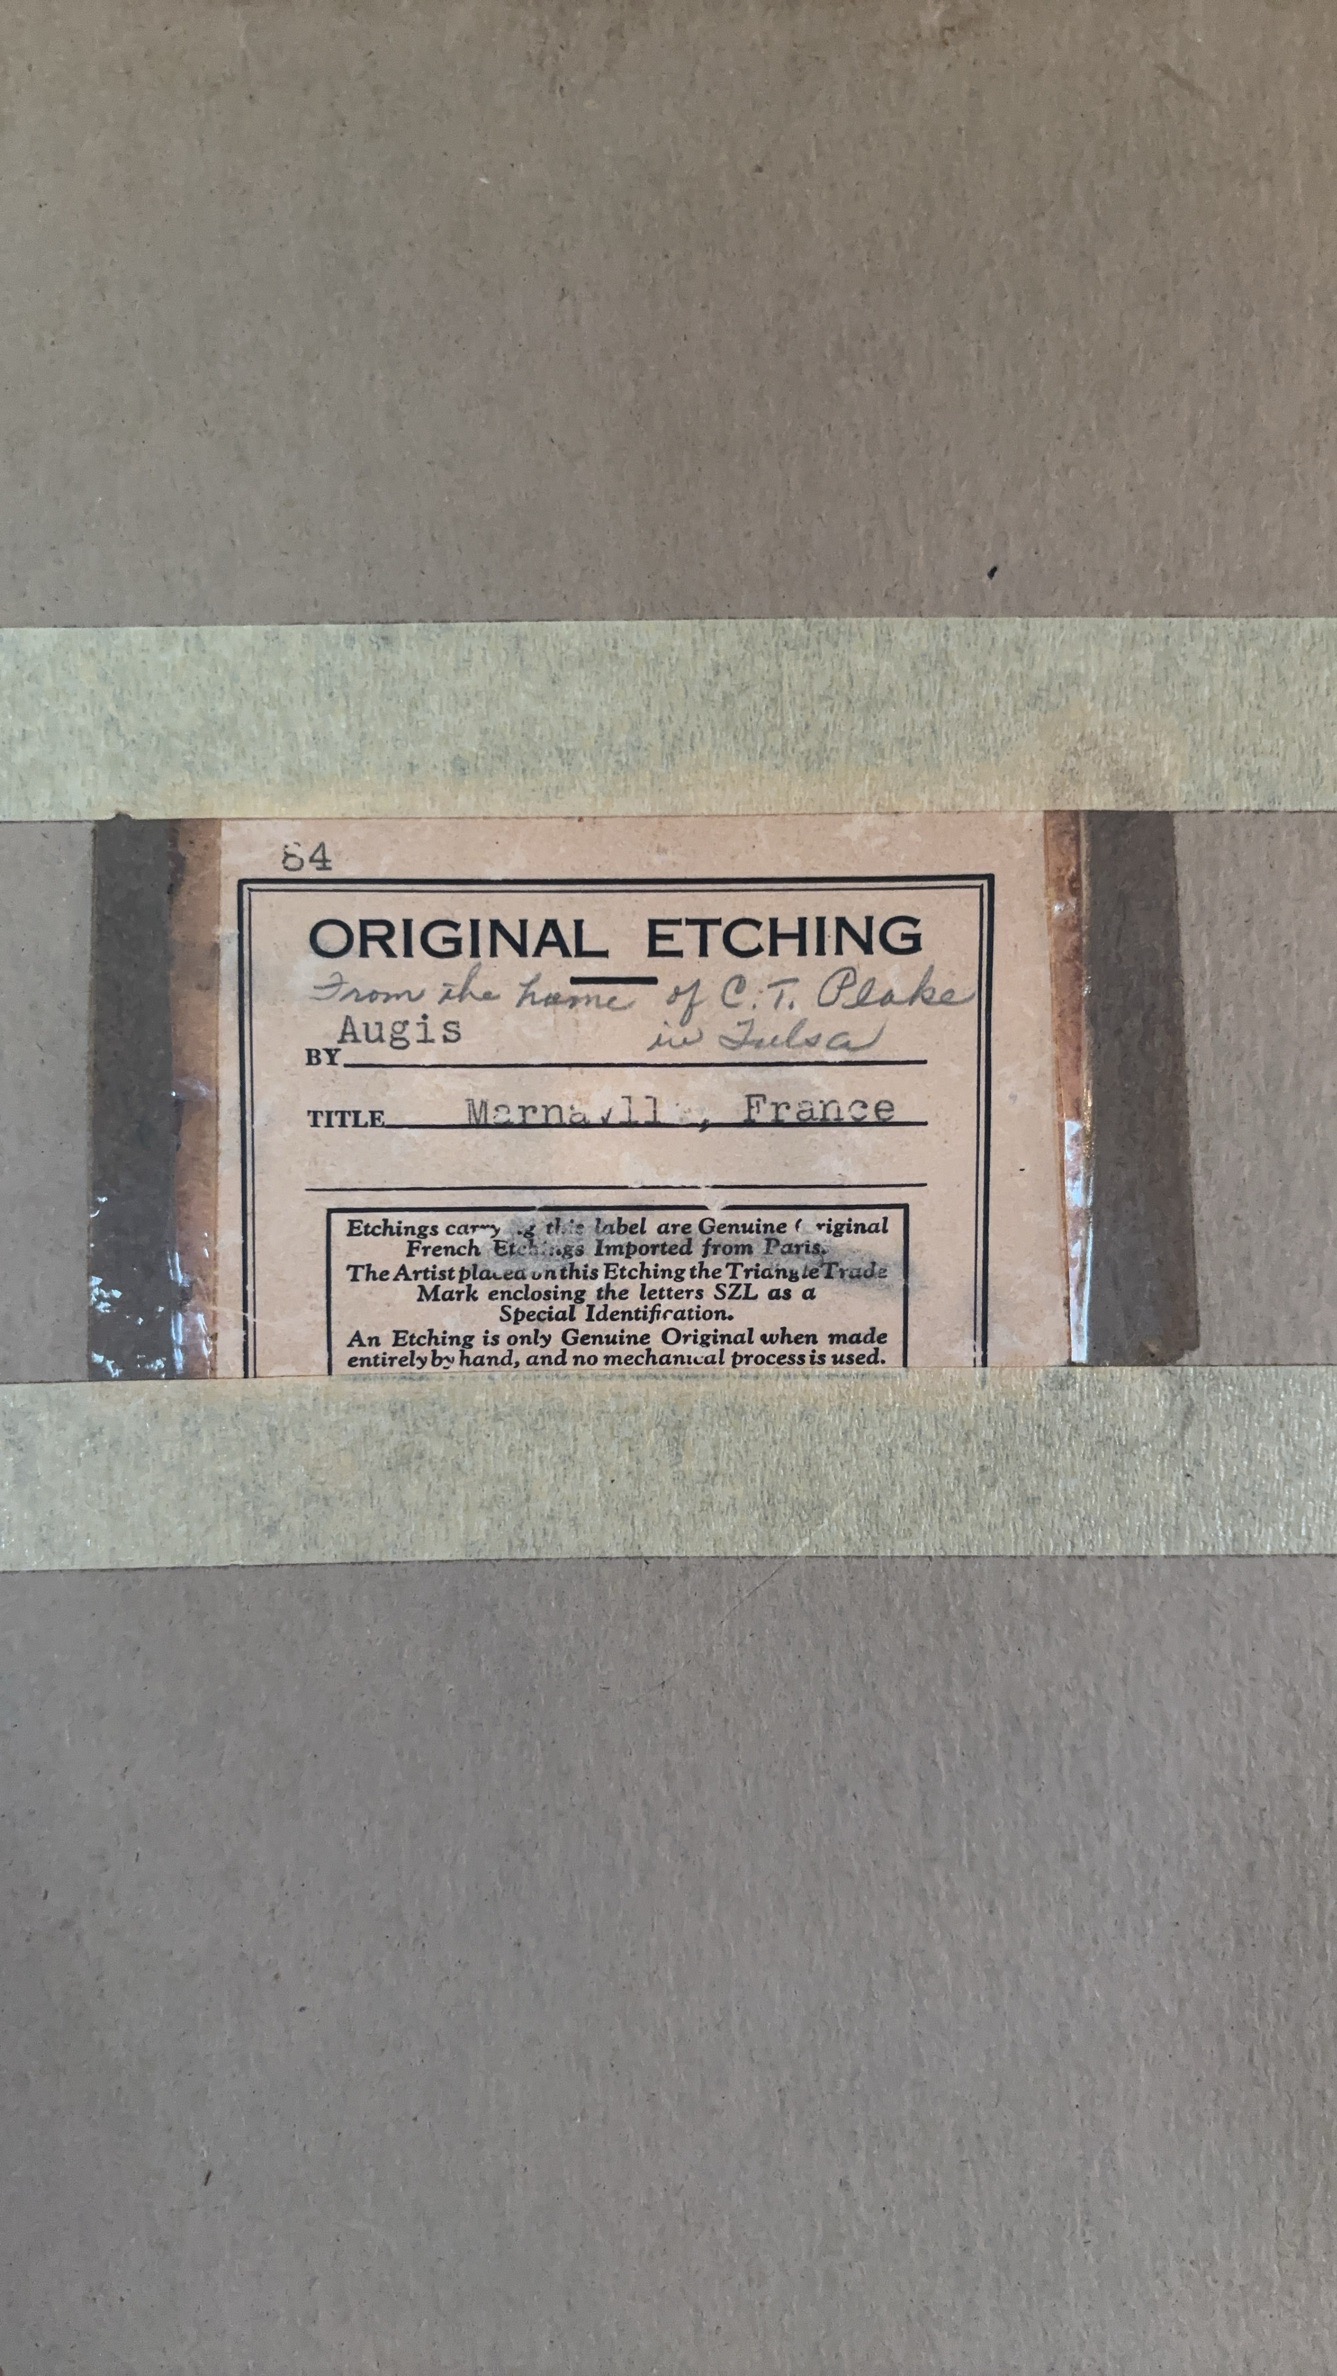 84
ORIGINAL ETCHING
From the home of C. T. Plake
in Tulsa
BY Augis
TITLE , France
Etchings this label are Genuine
French Etchings Imported from Paris.
The Artist placed on this Etching the Triangle Trade
Mark enclosing the letters SZL as a
Special Identification.
An Etching is only Genuine Original when made
entirely by hand, and no mechanical process is used.